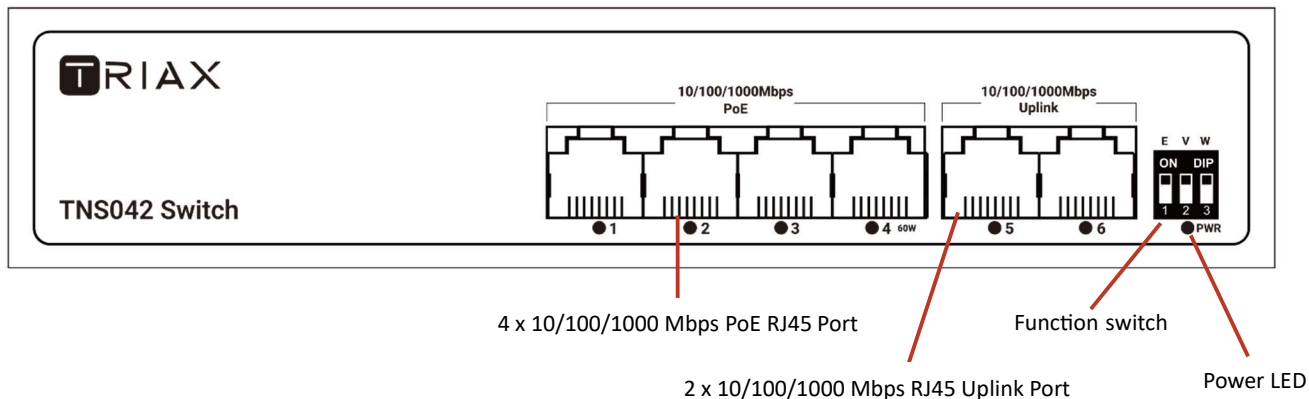 TRIAX
10/100/1000Mbps
PoE
10/100/1000Mbps
Uplink
E V W
ON DIP
1 2 3
TNS042 Switch
1 2 3 4 60W 5 6 PWR
4 x 10/100/1000 Mbps PoE RJ45 Port
Function switch
2 x 10/100/1000 Mbps RJ45 Uplink Port
Power LED